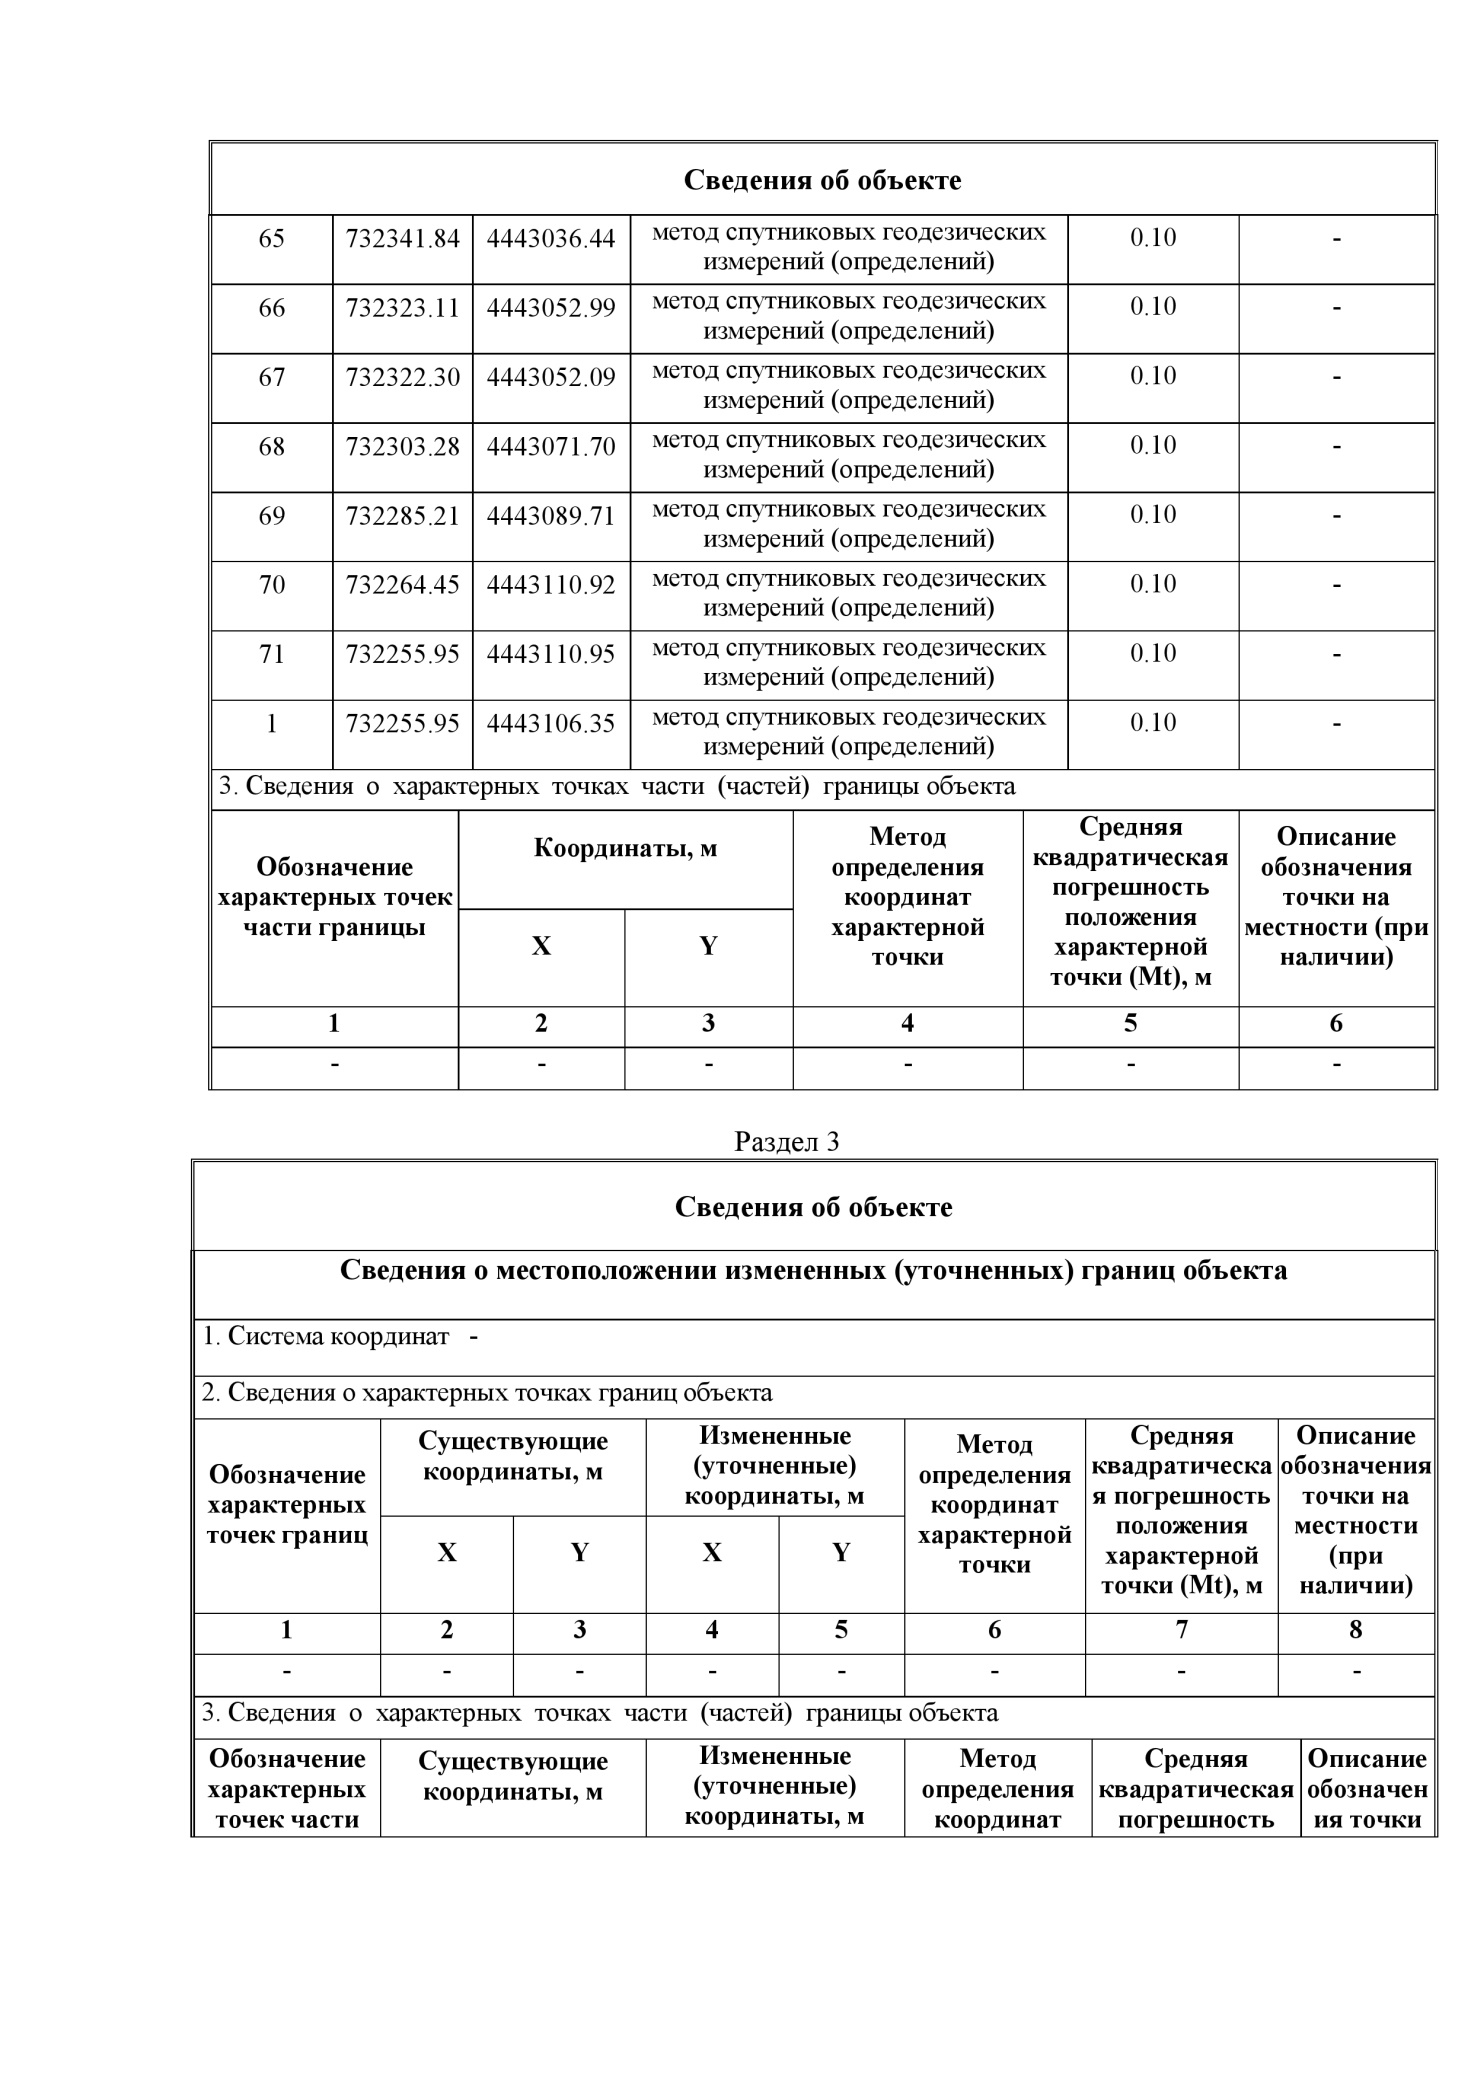 Сведения об объекте
65 732341.84 4443036.44 метод спутниковых геодезических измерений (определений) 0.10 -
66 732323.11 4443052.99 метод спутниковых геодезических измерений (определений) 0.10 -
67 732322.30 4443052.09 метод спутниковых геодезических измерений (определений) 0.10 -
68 732303.28 4443071.70 метод спутниковых геодезических измерений (определений) 0.10 -
69 732285.21 4443089.71 метод спутниковых геодезических измерений (определений) 0.10 -
70 732264.45 4443110.92 метод спутниковых геодезических измерений (определений) 0.10 -
71 732255.95 4443110.95 метод спутниковых геодезических измерений (определений) 0.10 -
1 732255.95 4443106.35 метод спутниковых геодезических измерений (определений) 0.10 -
3. Сведения о характерных точках части (частей) границы объекта
Обозначение
характерных точек
части границы
Координаты, м
X Y
Метод
определения
координат
характерной
точки
Средняя
квадратическая
погрешность
положения
характерной
точки (Mt), м
Описание
обозначения
точки на
местности (при
наличии)
1 2 3 4 5 6
- - - - - -
Раздел 3
Сведения об объекте
Сведения о местоположении измененных (уточненных) границ объекта
1. Система координат -
2. Сведения о характерных точках границ объекта
Обозначение
характерных
точек границ
Существующие
координаты, м
X Y
Измененные
(уточненные)
координаты, м
X Y
Метод
определения
координат
характерной
точки
Средняя
квадратическа
я погрешность
положения
характерной
точки (Mt), м
Описание
обозначения
точки на
местности
(при
наличии)
1 2 3 4 5 6 7 8
- - - - - - - -
3. Сведения о характерных точках части (частей) границы объекта
Обозначение
характерных
точек части
Существующие
координаты, м
Измененные
(уточненные)
координаты, м
Метод
определения
координат
Средняя
квадратическая
погрешность
Описание
обозначен
ия точки